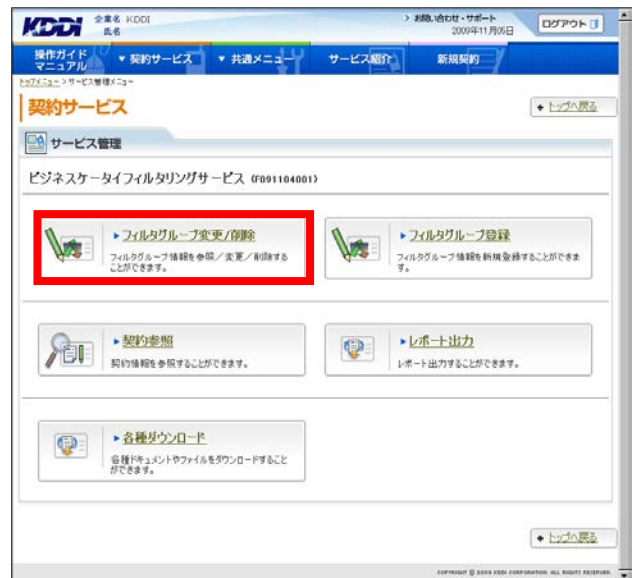 KDDI 企業名 KDDI
氏名
お問い合わせ・サポート
2009年11月05日
ログアウト
操作ガイド
マニュアル
▼ 契約サービス
▼ 共通メニュー
サービス紹介
新規契約
トップメニュー > サービス管理メニュー
契約サービス
トップへ戻る
サービス管理
ビジネスケータイフィルタリングサービス (F091104001)
フィルタグループ変更/削除
フィルタグループ情報を参照／変更／削除する
ことができます。
フィルタグループ登録
フィルタグループ情報を新規登録することができま
す。
契約参照
契約情報を参照することができます。
レポート出力
レポート出力することができます。
各種ダウンロード
各種ドキュメントやファイルをダウンロードすること
ができます。
トップへ戻る
COPYRIGHT © 2009 KDDI CORPORATION. ALL RIGHTS RESERVED.